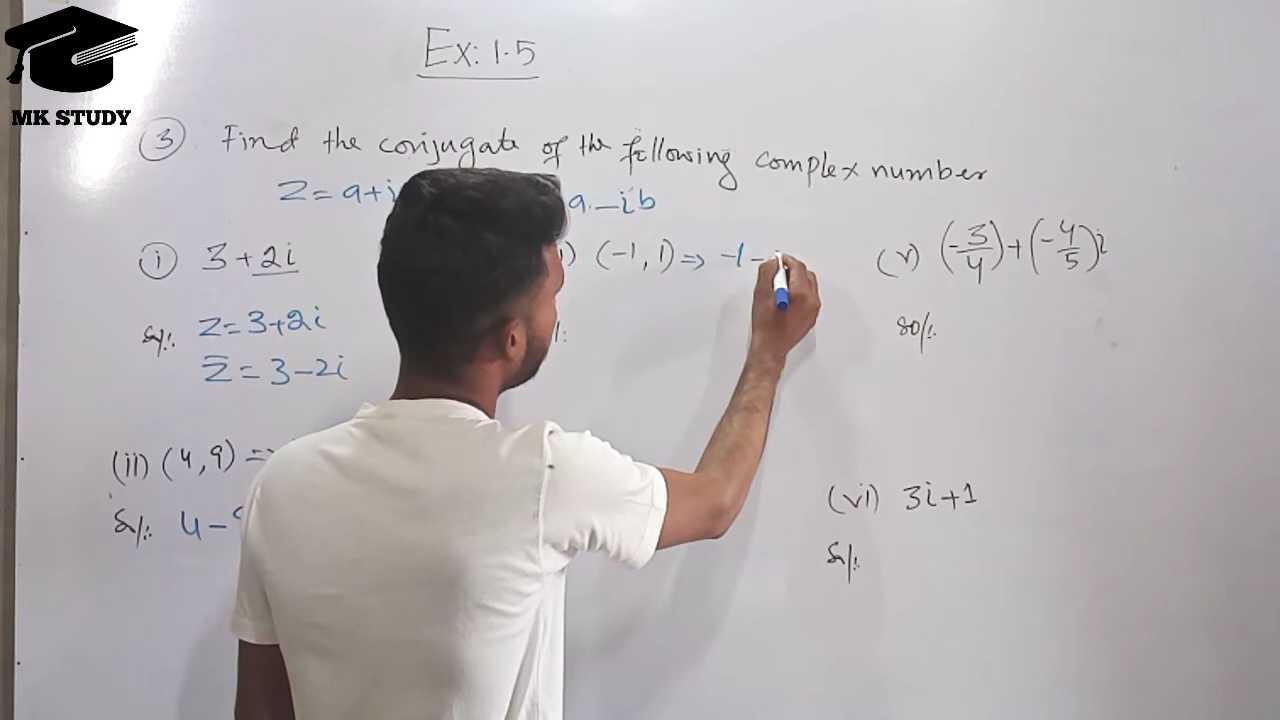 MK STUDY
Ex: 1.5
③ Find the conjugate of the following complex number
Z = a+i
a - ib
(i) 3 + 2i
Z = 3+2i
Z̅ = 3-2i
(ii) (4, 9) =>
Sol: 4-9
) (-1, 1) => -1 -
(v) (-3/4) + (-4/5)i
Sol:
(vi) 3i+1
Sol: